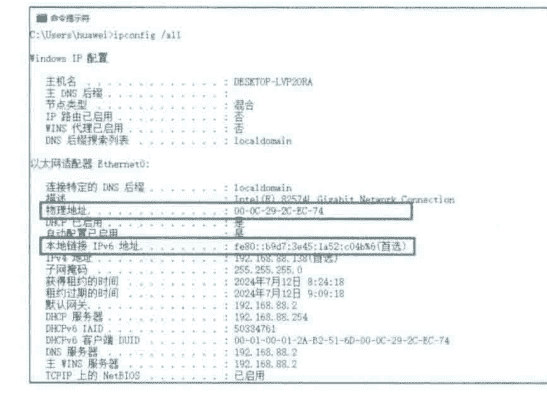 命令提示符
C:\Users\huawei>ipconfig /all
Windows IP 配置
主机名 . . . . . . . . . . . . . : DESKTOP-LVP20RA
主 DNS 后缀 . . . . . . . . . . . :
节点类型 . . . . . . . . . . . . : 混合
IP 路由已启用 . . . . . . . . . . : 否
WINS 代理已启用 . . . . . . . . . : 否
DNS 后缀搜索列表 . . . . . . . . : localdomain
以太网适配器 Ethernet0:
连接特定的 DNS 后缀 . . . . . . . : localdomain
描述. . . . . . . . . . . . . . . : Intel(R) 82574L Gigabit Network Connection
物理地址. . . . . . . . . . . . . : 00-0C-29-2C-EC-74
DHCP 已启用 . . . . . . . . . . . : 是
自动配置已启用. . . . . . . . . . : 是
本地链接 IPv6 地址. . . . . . . . : fe80::b9d7:3e45:1a52:c04b%6(首选)
IPv4 地址 . . . . . . . . . . . . : 192.168.88.138(首选)
子网掩码 . . . . . . . . . . . . : 255.255.255.0
获得租约的时间 . . . . . . . . . : 2024年7月12日 8:24:18
租约过期的时间 . . . . . . . . . : 2024年7月12日 9:09:18
默认网关. . . . . . . . . . . . . : 192.168.88.2
DHCP 服务器 . . . . . . . . . . . : 192.168.88.254
DHCPv6 IAID . . . . . . . . . . . : 50334761
DHCPv6 客户端 DUID . . . . . . . : 00-01-00-01-2A-B2-51-6D-00-0C-29-2C-EC-74
DNS 服务器 . . . . . . . . . . . : 192.168.88.2
主 WINS 服务器 . . . . . . . . . : 192.168.88.2
TCPIP 上的 NetBIOS . . . . . . . : 已启用